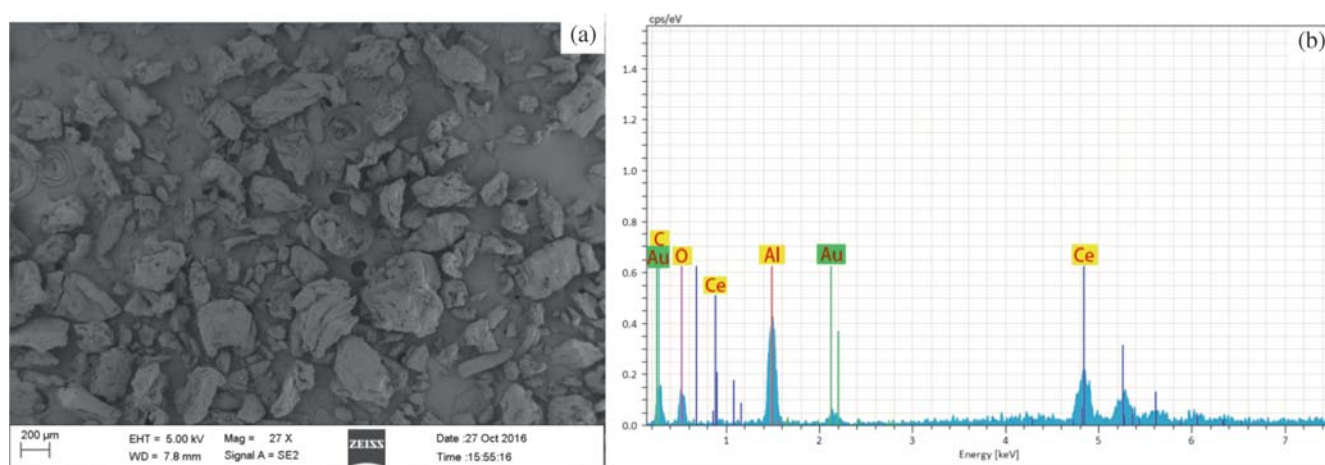 (a)
200 µm
EHT = 5.00 kV Mag = 27 X
WD = 7.8 mm Signal A = SE2
ZEISS
Date :27 Oct 2016
Time :15:55:16
cps/eV
(b)
1.4
1.2
1.0
0.8
0.6
0.4
0.2
0.0
C
Au
O
Ce
Al
Au
Ce
1 2 3 4 5 6 7
Energy [keV]